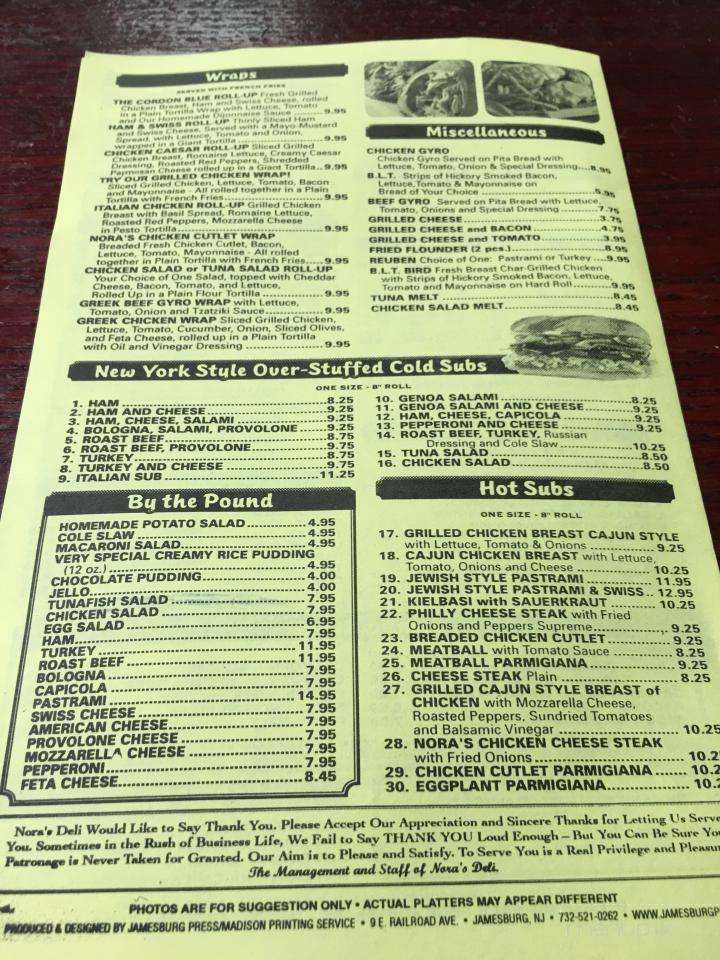 Wraps
SERVED WITH FRENCH FRIES
THE CORDON BLUE ROLL-UP Fresh Grilled
Chicken Breast, Ham and Swiss Cheese, rolled
in a Plain Tortilla Wrap with Lettuce, Tomato
and Our Homemade Dijonnaise Sauce ..........9.95
HAM & SWISS ROLL-UP Thinly Sliced Ham
and Swiss Cheese, Served with a Mayo-Mustard
Spread, with Lettuce, Tomato and Onion,
wrapped in a Giant Tortilla.........................9.95
CHICKEN CAESAR ROLL-UP Sliced Grilled
Chicken Breast, Romaine Lettuce, Creamy Caesar
Dressing, Roasted Red Peppers, Shredded
Parmesan Cheese rolled up in a Giant Tortilla...9.95
TRY OUR GRILLED CHICKEN WRAP!
Sliced Grilled Chicken, Lettuce, Tomato, Bacon
and Mayonnaise - All rolled together in a Plain
Tortilla with French Fries..............................9.95
ITALIAN CHICKEN ROLL-UP Grilled Chicken
Breast with Basil Spread, Romaine Lettuce,
Roasted Red Peppers, Mozzarella Cheese
in Pesto Tortilla............................................9.95
NORA'S CHICKEN CUTLET WRAP
Breaded Fresh Chicken Cutlet, Bacon,
Lettuce, Tomato, Mayonnaise - All rolled
together in Plain Tortilla with French Fries.....9.95
CHICKEN SALAD or TUNA SALAD ROLL-UP
Your Choice of One Salad, topped with Cheddar
Cheese, Bacon, Tomato, and Lettuce,
Rolled Up in a Plain Flour Tortilla ................9.95
GREEK BEEF GYRO WRAP with Lettuce,
Tomato, Onion and Tzatziki Sauce...............9.95
GREEK CHICKEN WRAP Sliced Grilled Chicken,
Lettuce, Tomato, Cucumber, Onion, Sliced Olives,
and Feta Cheese, rolled up in a Plain Tortilla
with Oil and Vinegar Dressing .....................9.95
Miscellaneous
CHICKEN GYRO
Chicken Gyro Served on Pita Bread with
Lettuce, Tomato, Onion & Special Dressing....8.95
B.L.T. Strips of Hickory Smoked Bacon,
Lettuce, Tomato & Mayonnaise on
Bread of Your Choice ..............................5.95
BEEF GYRO Served on Pita Bread with Lettuce,
Tomato, Onions and Special Dressing ..........7.75
GRILLED CHEESE.......................................3.75
GRILLED CHEESE and BACON....................4.75
GRILLED CHEESE and TOMATO..................3.95
FRIED FLOUNDER (2 pcs.)..........................8.95
REUBEN Choice of One: Pastrami or Turkey ....9.95
B.L.T. BIRD Fresh Breast Char-Grilled Chicken
with Strips of Hickory Smoked Bacon, Lettuce,
Tomato and Mayonnaise on Hard Roll...........9.95
TUNA MELT .............................................8.45
CHICKEN SALAD MELT..............................8.45
New York Style Over-Stuffed Cold Subs
ONE SIZE - 8" ROLL
1. HAM ................................................8.25
2. HAM AND CHEESE............................9.25
3. HAM, CHEESE, SALAMI ....................9.25
4. BOLOGNA, SALAMI, PROVOLONE ......9.25
5. ROAST BEEF.....................................8.75
6. ROAST BEEF, PROVOLONE................9.75
7. TURKEY............................................8.75
8. TURKEY AND CHEESE ......................9.75
9. ITALIAN SUB ...................................11.25
10. GENOA SALAMI ...............................8.25
11. GENOA SALAMI AND CHEESE............9.25
12. HAM, CHEESE, CAPICOLA .................9.25
13. PEPPERONI AND CHEESE .................9.25
14. ROAST BEEF, TURKEY, Russian
Dressing and Cole Slaw ....................10.25
15. TUNA SALAD ...................................8.50
16. CHICKEN SALAD...............................8.50
By the Pound
HOMEMADE POTATO SALAD...............4.95
COLE SLAW .......................................4.95
MACARONI SALAD.............................4.95
VERY SPECIAL CREAMY RICE PUDDING
(12 oz.) ..............................................4.95
CHOCOLATE PUDDING.......................4.00
JELLO.................................................4.00
TUNAFISH SALAD ..............................7.95
CHICKEN SALAD ................................7.95
EGG SALAD ........................................6.95
HAM...................................................7.95
TURKEY ............................................11.95
ROAST BEEF .....................................11.95
BOLOGNA ..........................................7.95
CAPICOLA ..........................................7.95
PASTRAMI ........................................14.95
SWISS CHEESE ...................................7.95
AMERICAN CHEESE............................7.95
PROVOLONE CHEESE .........................7.95
MOZZARELLA CHEESE .......................7.95
PEPPERONI.........................................7.95
FETA CHEESE......................................8.45
Hot Subs
ONE SIZE - 8" ROLL
17. GRILLED CHICKEN BREAST CAJUN STYLE
with Lettuce, Tomato & Onions ..............9.25
18. CAJUN CHICKEN BREAST with Lettuce,
Tomato, Onions and Cheese ................10.25
19. JEWISH STYLE PASTRAMI ...............11.95
20. JEWISH STYLE PASTRAMI & SWISS.. 12.95
21. KIELBASI with SAUERKRAUT .........10.25
22. PHILLY CHEESE STEAK with Fried
Onions and Peppers Supreme.................9.25
23. BREADED CHICKEN CUTLET.............9.25
24. MEATBALL with Tomato Sauce ..........8.25
25. MEATBALL PARMIGIANA..................9.25
26. CHEESE STEAK Plain ........................8.25
27. GRILLED CAJUN STYLE BREAST of
CHICKEN with Mozzarella Cheese,
Roasted Peppers, Sundried Tomatoes
and Balsamic Vinegar .........................10.25
28. NORA'S CHICKEN CHEESE STEAK
with Fried Onions ...............................10.2
29. CHICKEN CUTLET PARMIGIANA ....... 10.2
30. EGGPLANT PARMIGIANA..................10.2
Nora's Deli Would Like to Say Thank You. Please Accept Our Appreciation and Sincere Thanks for Letting Us Serve
You. Sometimes in the Rush of Business Life, We Fail to Say THANK YOU Loud Enough – But You Can Be Sure You
Patronage is Never Taken for Granted. Our Aim is to Please and Satisfy. To Serve You is a Real Privilege and Pleasu
The Management and Staff of Nora's Deli.
PHOTOS ARE FOR SUGGESTION ONLY • ACTUAL PLATTERS MAY APPEAR DIFFERENT
PRODUCED & DESIGNED BY JAMESBURG PRESS/MADISON PRINTING SERVICE • 9 E. RAILROAD AVE. • JAMESBURG, NJ • 732-521-0262 • WWW.JAMESBURGP